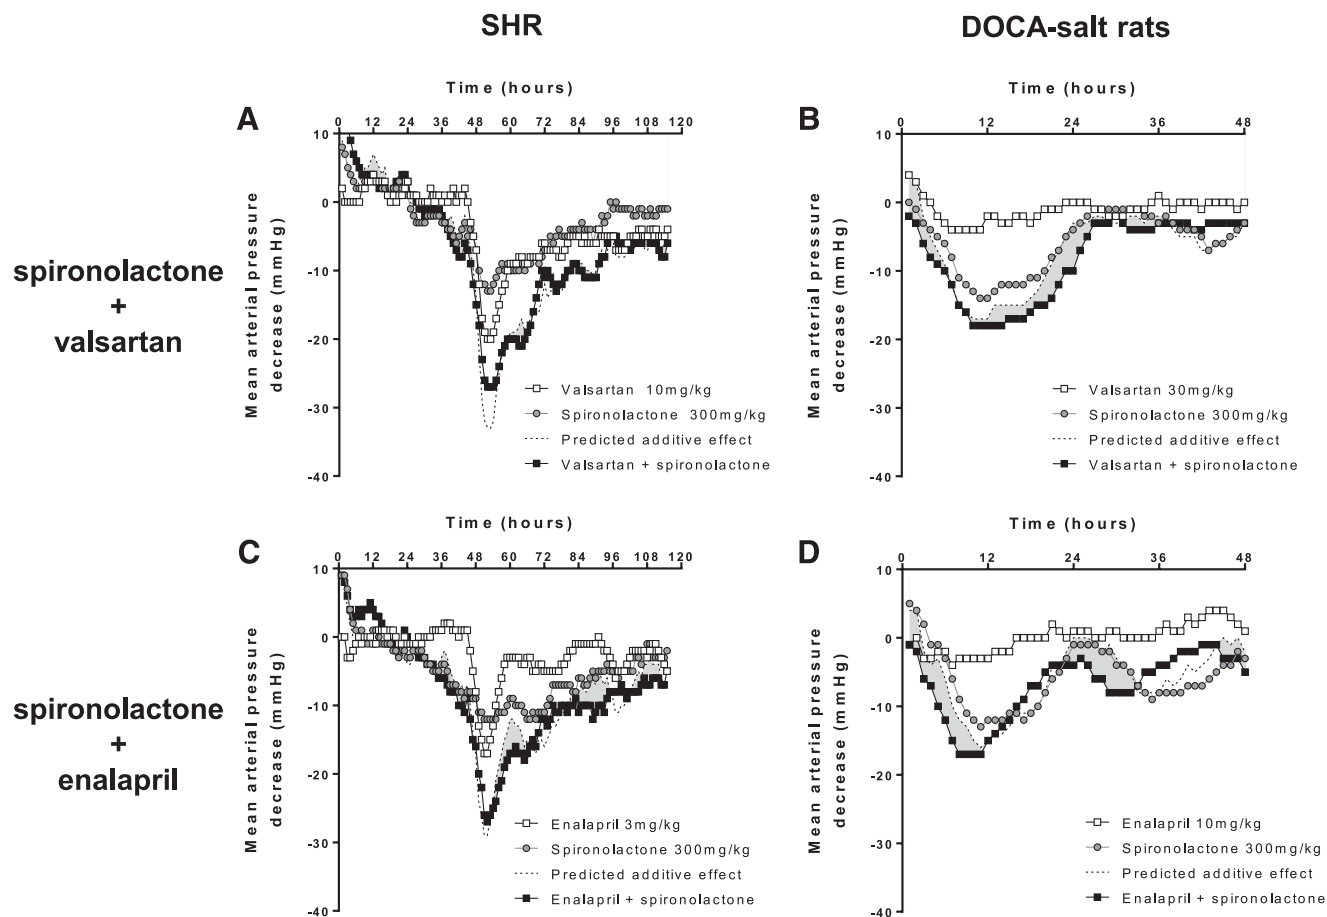 SHR
DOCA-salt rats
spironolactone
+
valsartan
A
Time (hours)
0 12 24 36 48 60 72 84 96 108 120
10
0
-10
-20
-30
-40
Mean arterial pressure
decrease (mmHg)
Valsartan 10mg/kg
Spironolactone 300mg/kg
Predicted additive effect
Valsartan + spironolactone
B
Time (hours)
0 12 24 36 48
10
0
-10
-20
-30
-40
Mean arterial pressure
decrease (mmHg)
Valsartan 30mg/kg
Spironolactone 300mg/kg
Predicted additive effect
Valsartan + spironolactone
spironolactone
+
enalapril
C
Time (hours)
0 12 24 36 48 60 72 84 96 108 120
10
0
-10
-20
-30
-40
Mean arterial pressure
decrease (mmHg)
Enalapril 3mg/kg
Spironolactone 300mg/kg
Predicted additive effect
Enalapril + spironolactone
D
Time (hours)
0 12 24 36 48
10
0
-10
-20
-30
-40
Mean arterial pressure
decrease (mmHg)
Enalapril 10mg/kg
Spironolactone 300mg/kg
Predicted additive effect
Enalapril + spironolactone